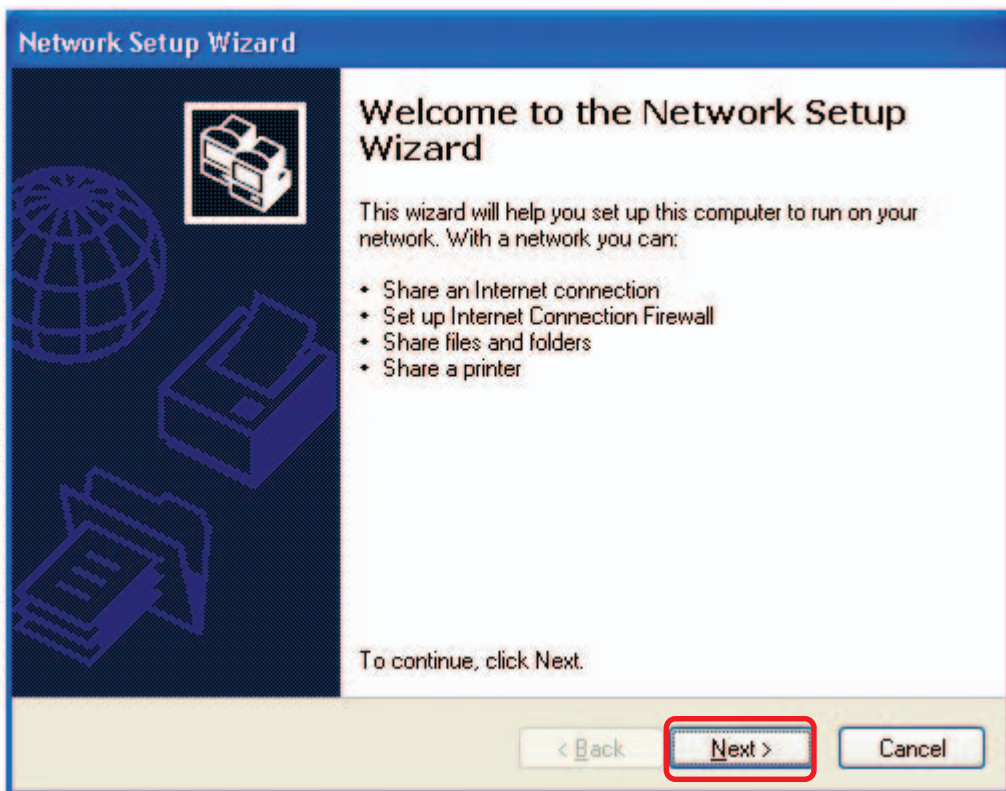 Network Setup Wizard
Welcome to the Network Setup
Wizard
This wizard will help you set up this computer to run on your
network. With a network you can:
• Share an Internet connection
• Set up Internet Connection Firewall
• Share files and folders
• Share a printer
To continue, click Next.
< Back
Next >
Cancel